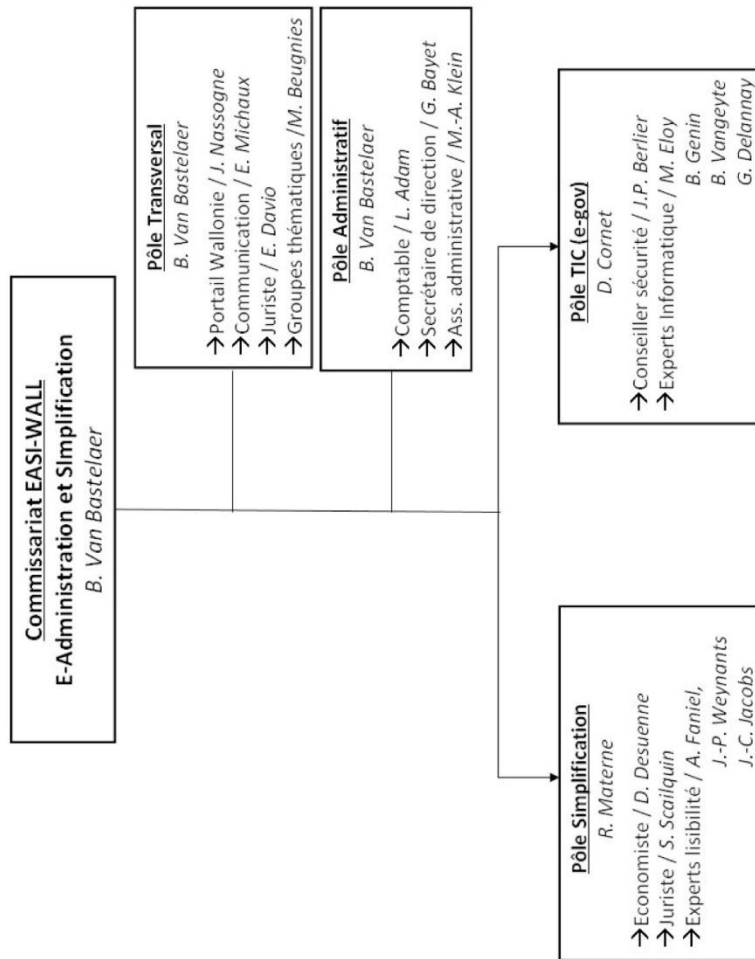 Commissariat EASI-WALL
E-Administration et SImplification
B. Van Bastelaer
Pôle Transversal
B. Van Bastelaer
→Portail Wallonie / J. Nassogne
→Communication / E. Michaux
→Juriste / E. Davio
→Groupes thématiques /M. Beugnies
Pôle Administratif
B. Van Bastelaer
→Comptable / L. Adam
→Secrétaire de direction / G. Bayet
→Ass. administrative / M.-A. Klein
Pôle Simplification
R. Materne
→Economiste / D. Desuenne
→Juriste / S. Scailquin
→Experts lisibilité / A. Faniel,
J.-P. Weynants
J.-C. Jacobs
Pôle TIC (e-gov)
D. Cornet
→Conseiller sécurité / J.P. Berlier
→Experts Informatique / M. Eloy
B. Genin
B. Vangeyte
G. Delannay